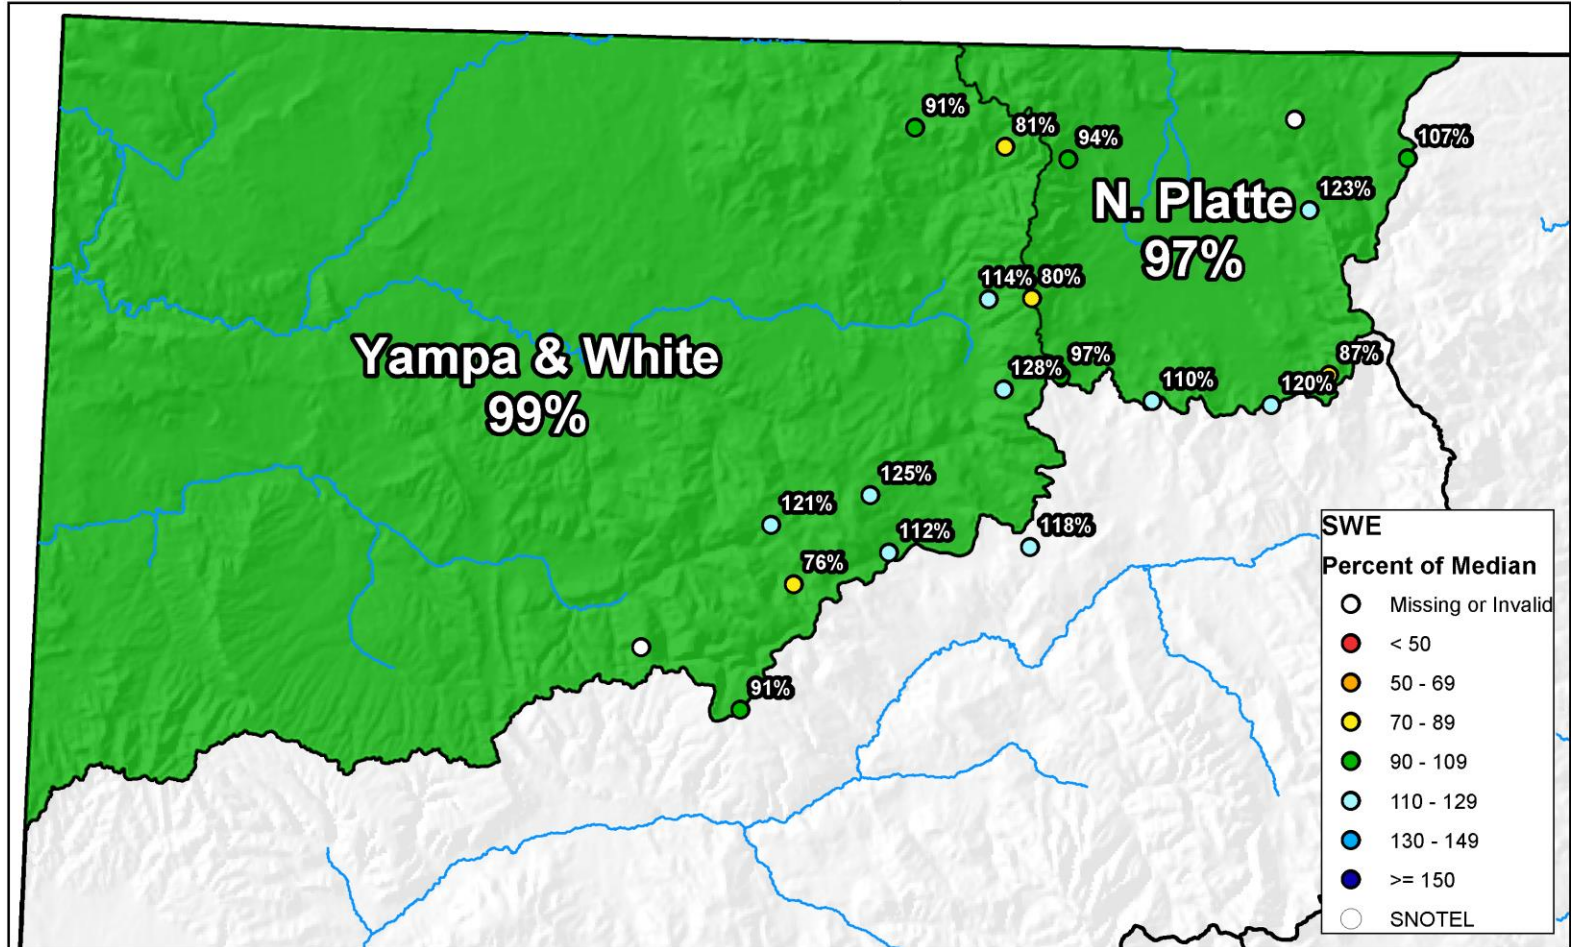 91%
81%
94%
107%
N. Platte
97%
123%
114%
80%
Yampa & White
99%
128%
97%
110%
120%
87%
125%
121%
112%
118%
76%
91%
SWE
Percent of Median
Missing or Invalid
< 50
50 - 69
70 - 89
90 - 109
110 - 129
130 - 149
>= 150
SNOTEL